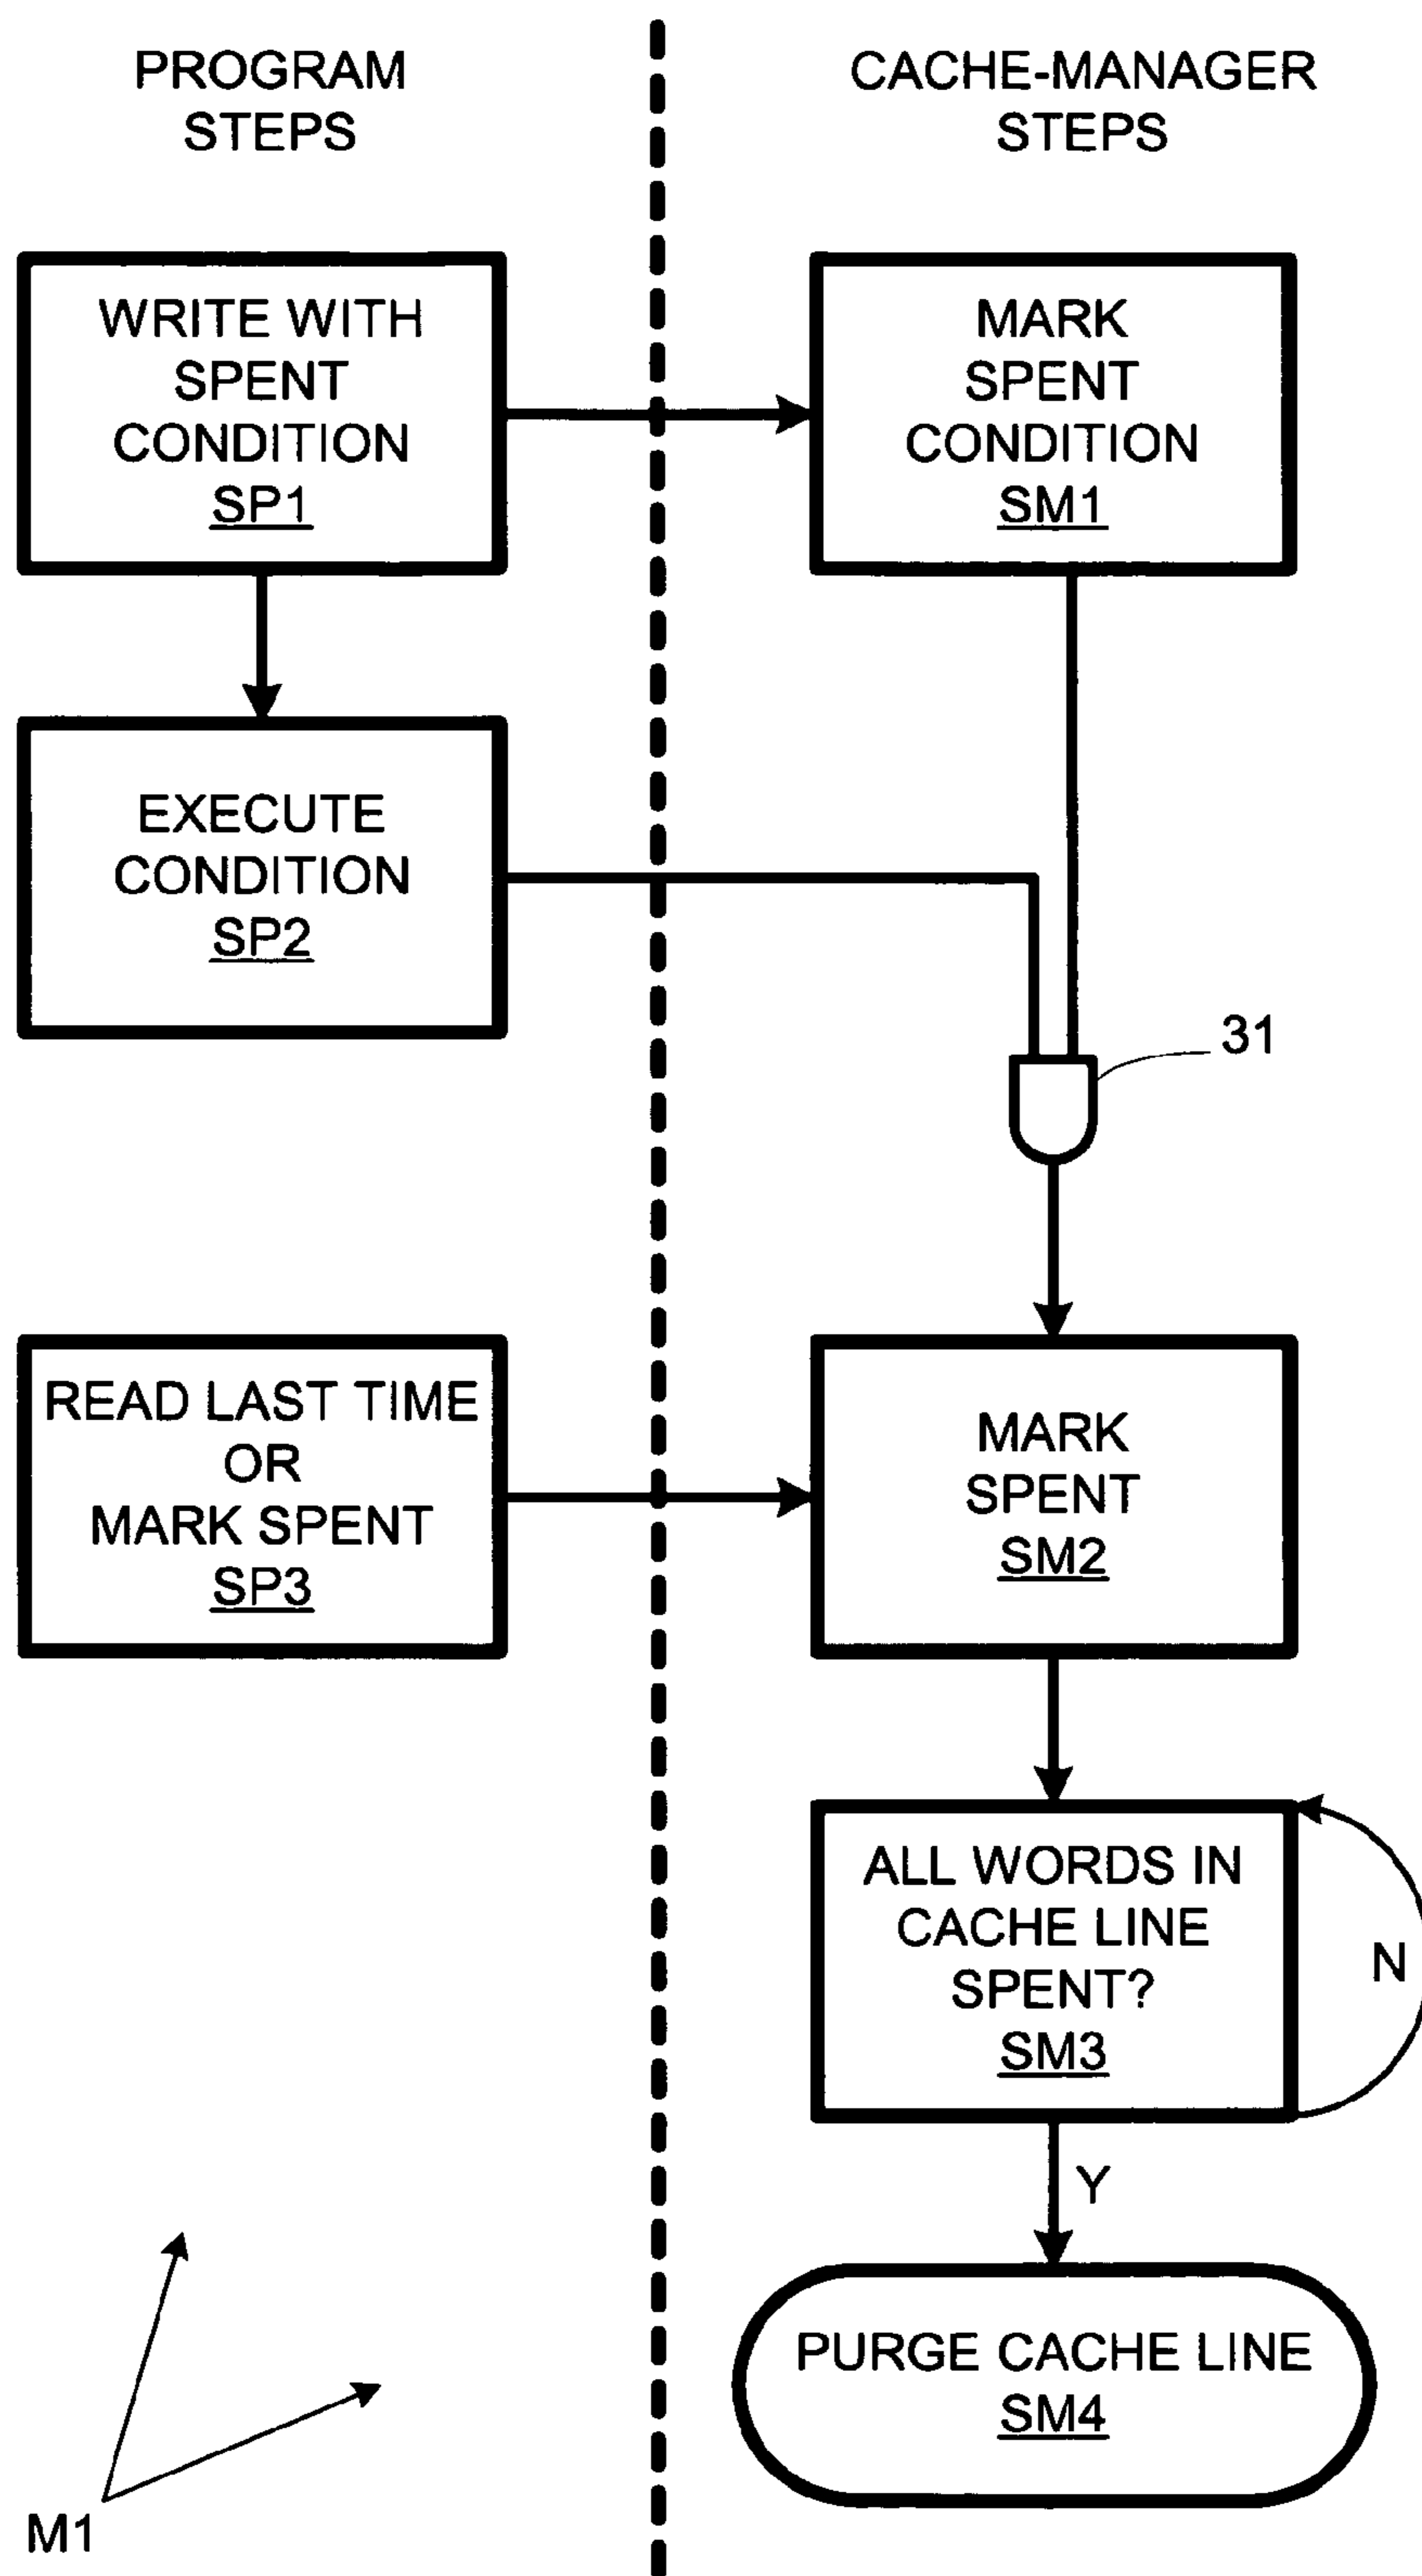 PROGRAM
STEPS
CACHE-MANAGER
STEPS
WRITE WITH
SPENT
CONDITION
SP1
MARK
SPENT
CONDITION
SM1
EXECUTE
CONDITION
SP2
31
READ LAST TIME
OR
MARK SPENT
SP3
MARK
SPENT
SM2
ALL WORDS IN
CACHE LINE
SPENT?
SM3
N
Y
PURGE CACHE LINE
SM4
M1